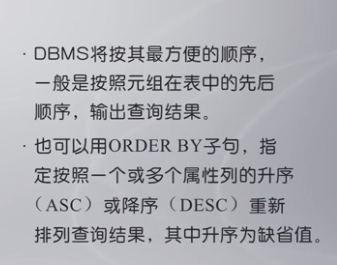 · DBMS将按其最方便的顺序，
一般是按照元组在表中的先后
顺序，输出查询结果。
· 也可以用ORDER BY子句，指
定按照一个或多个属性列的升序
（ASC）或降序（DESC）重新
排列查询结果，其中升序为缺省值。